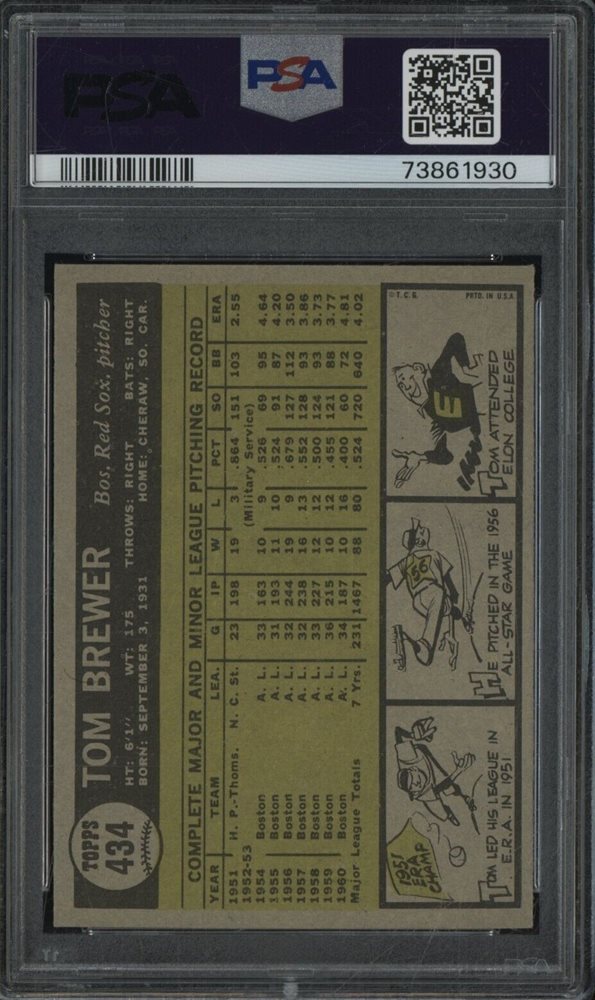 PSA
PSA
73861930
TOPPS
434
TOM BREWER Bos. Red Sox, pitcher
HT: 6'1" WT: 175 THROWS: RIGHT BATS: RIGHT
BORN: SEPTEMBER 3, 1931 HOME: CHERAW, SO. CAR.
COMPLETE MAJOR AND MINOR LEAGUE PITCHING RECORD
YEAR TEAM LEA. G IP W L PCT SO BB ERA
1951 H. P.-Thoms. N. C. St. 23 198 19 3 .864 151 103 2.55
1952-53 (Military Service)
1954 Boston A. L. 33 163 10 9 .526 69 95 4.64
1955 Boston A. L. 31 193 11 10 .524 91 87 4.20
1956 Boston A. L. 32 244 19 9 .679 127 112 3.50
1957 Boston A. L. 32 238 16 13 .552 128 93 3.86
1958 Boston A. L. 33 227 12 12 .500 124 93 3.73
1959 Boston A. L. 36 215 10 12 .455 121 88 3.77
1960 Boston A. L. 34 187 10 16 .400 60 72 4.81
Major League Totals 7 Yrs. 231 1467 88 80 .524 720 640 4.02
1951
ERA
CHAMP
TOM LED HIS LEAGUE IN
E.R.A. IN 1951
56
HE PITCHED IN THE 1956
ALL-STAR GAME
©T.C.G. PRTD. IN U.S.A.
E
TOM ATTENDED
ELON COLLEGE